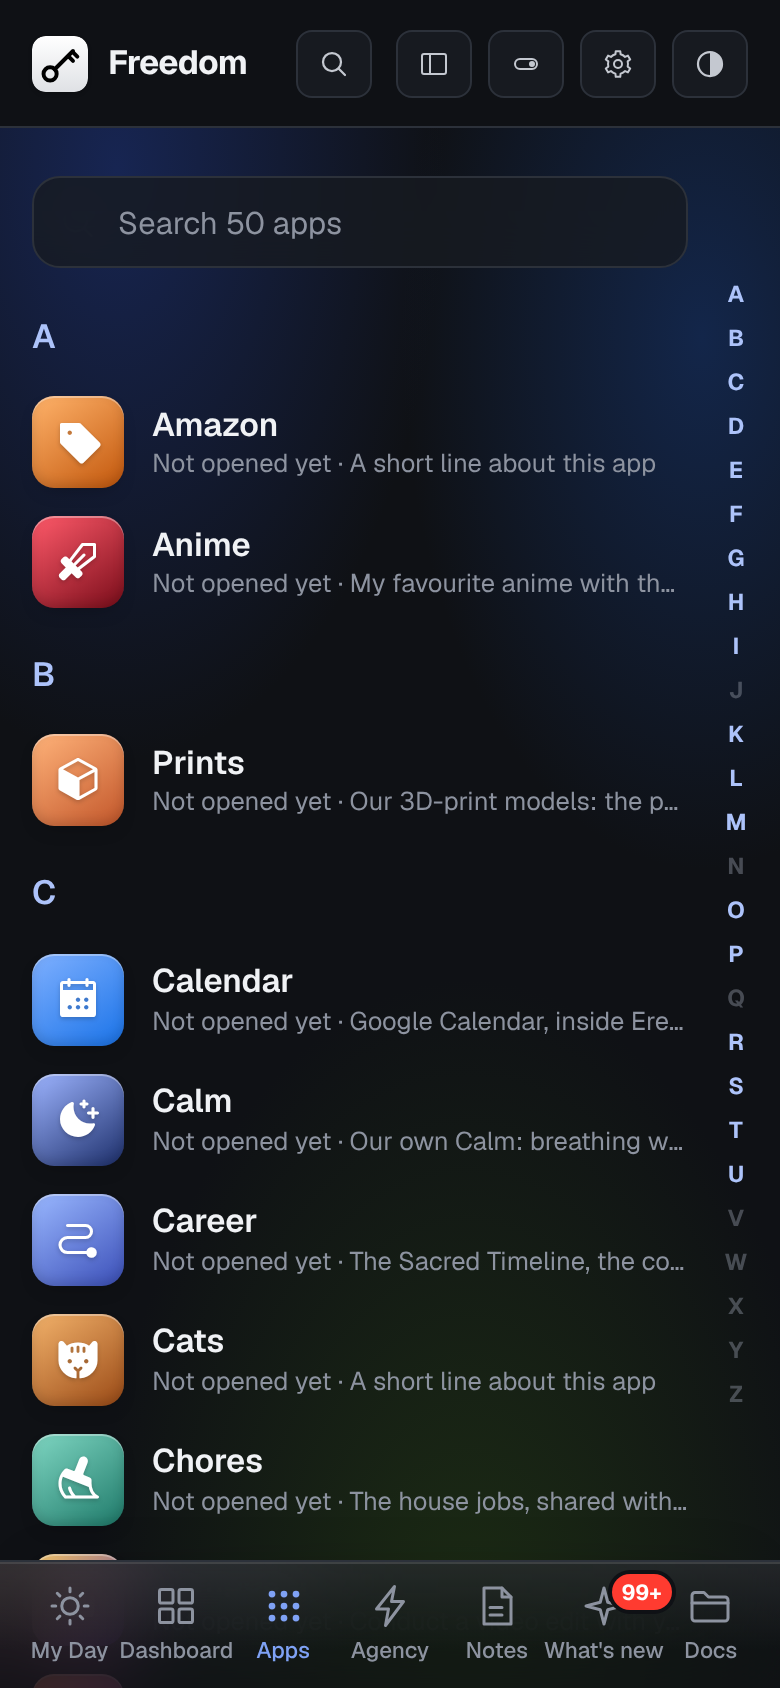 Freedom
Search 50 apps
A
Amazon
Not opened yet · A short line about this app
Anime
Not opened yet · My favourite anime with th…
B
Prints
Not opened yet · Our 3D-print models: the p…
C
Calendar
Not opened yet · Google Calendar, inside Ere…
Calm
Not opened yet · Our own Calm: breathing w…
Career
Not opened yet · The Sacred Timeline, the co…
Cats
Not opened yet · A short line about this app
Chores
Not opened yet · The house jobs, shared with…
A
B
C
D
E
F
G
H
I
J
K
L
M
N
O
P
Q
R
S
T
U
V
W
X
Y
Z
99+
My Day Dashboard Apps Agency Notes What's new Docs